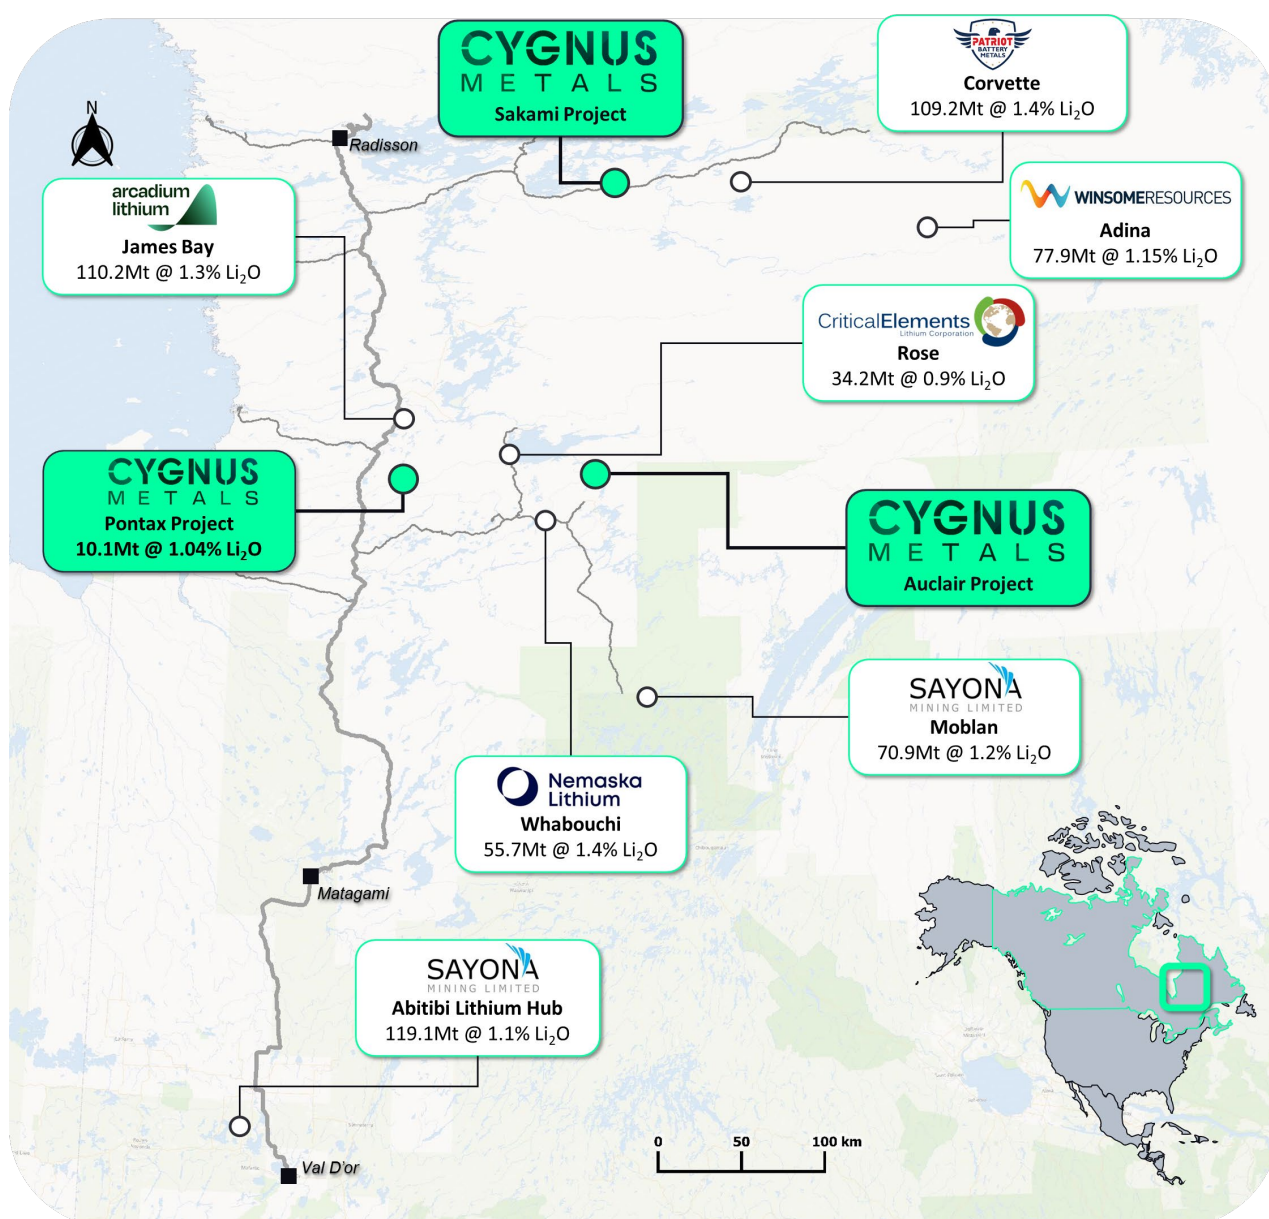 CYGNUS
METALS
Sakami Project
PATRIOT
BATTERY
METALS
Corvette
109.2Mt @ 1.4% Li₂O
N
Radisson
arcadium
lithium
James Bay
110.2Mt @ 1.3% Li₂O
WINSOMERESOURCES
Adina
77.9Mt @ 1.15% Li₂O
CriticalElements
Lithium Corporation
Rose
34.2Mt @ 0.9% Li₂O
CYGNUS
METALS
Pontax Project
10.1Mt @ 1.04% Li₂O
CYGNUS
METALS
Auclair Project
SAYONA
MINING LIMITED
Moblan
70.9Mt @ 1.2% Li₂O
Nemaska
Lithium
Whabouchi
55.7Mt @ 1.4% Li₂O
Matagami
SAYONA
MINING LIMITED
Abitibi Lithium Hub
119.1Mt @ 1.1% Li₂O
Val D'or
0 50 100 km